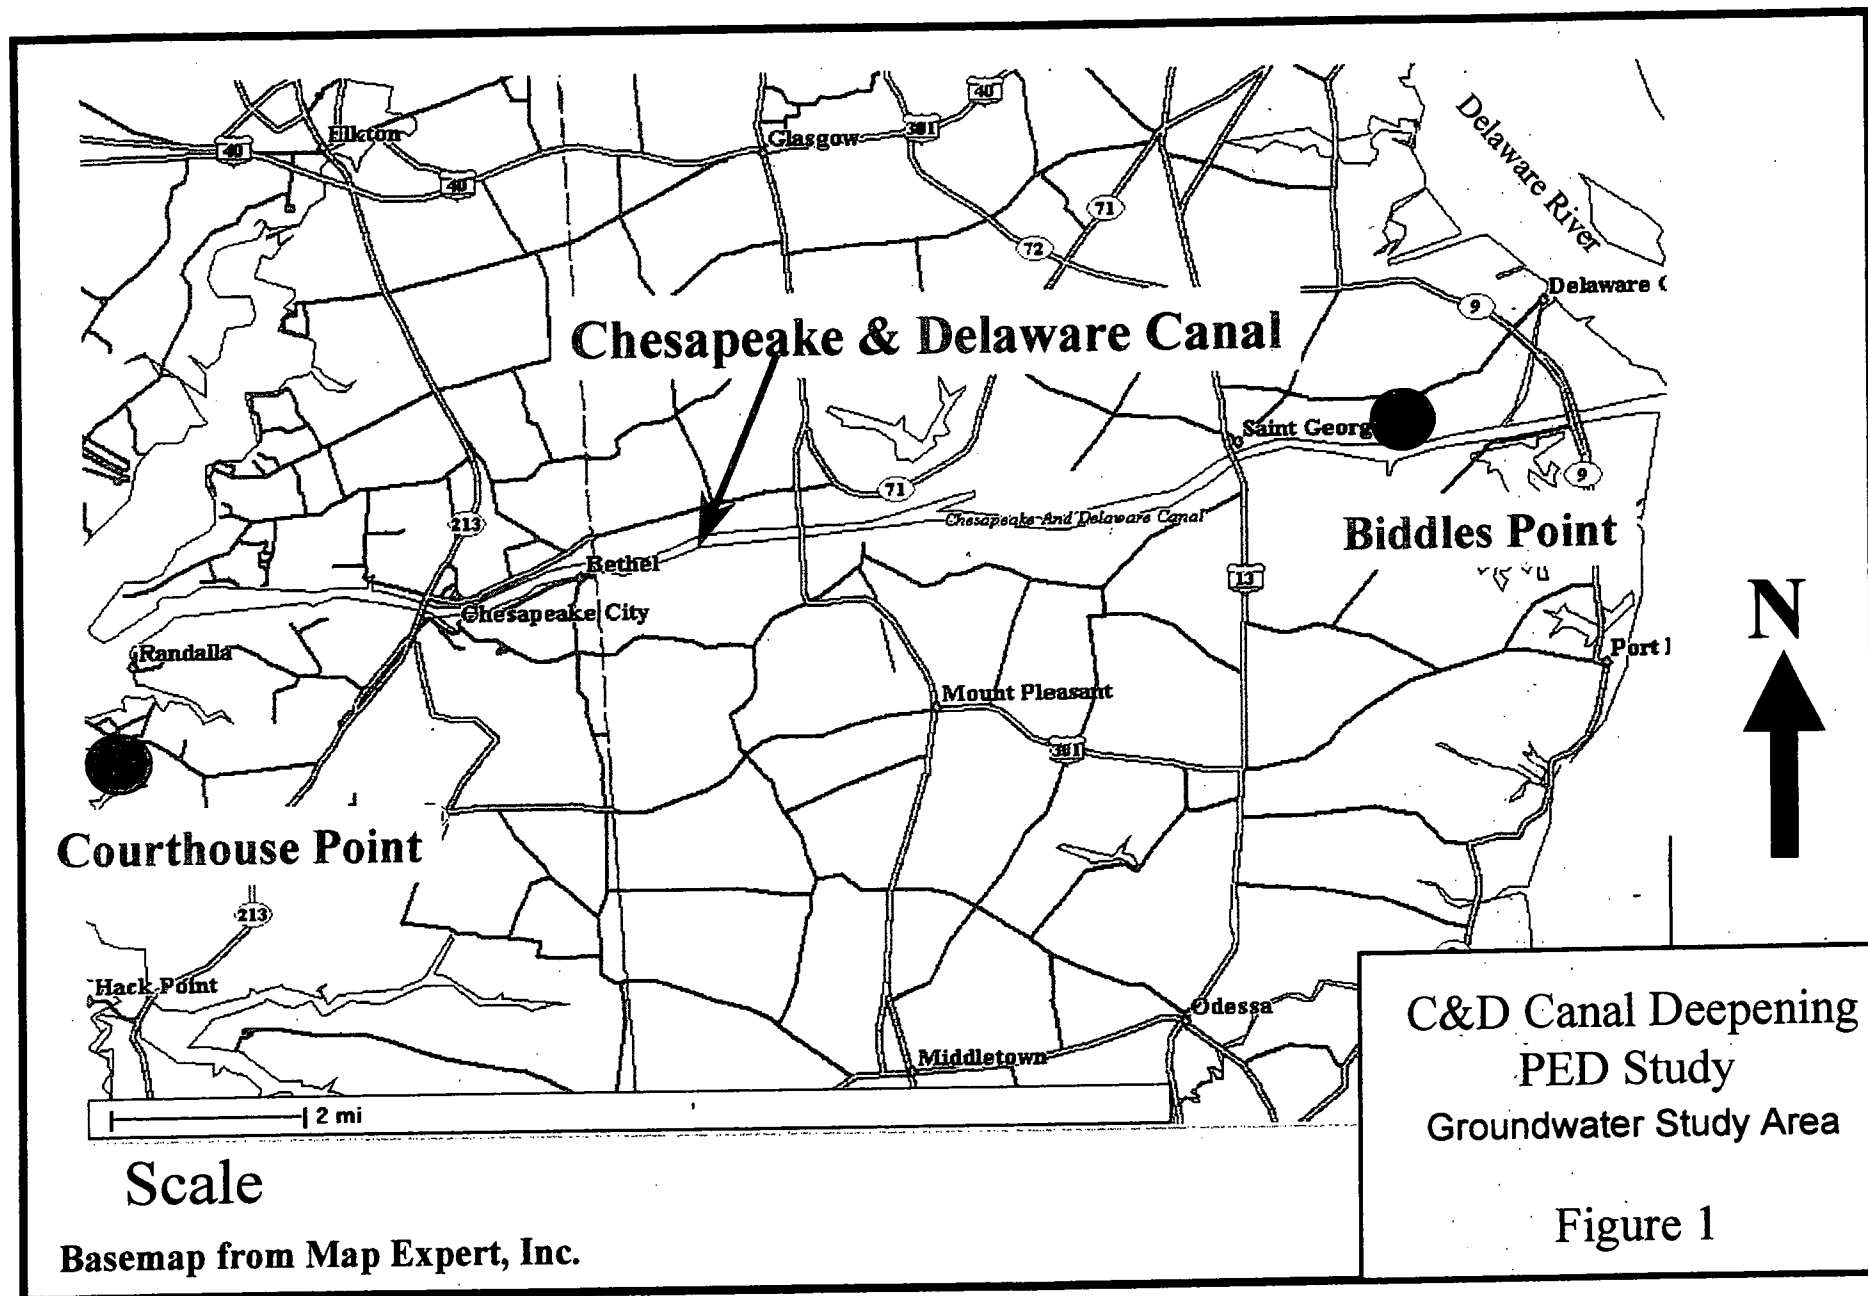 40
Elkton
40
Glasgow
301
40
Delaware River
71
72
Delaware C
9
Chesapeake & Delaware Canal
Saint Georg
71
9
213
Chesapeake And Delaware Canal
Biddles Point
Bethel
13
N
Chesapeake City
Randalla
Port
Mount Pleasant
301
Courthouse Point
213
Hack Point
Odessa
Middletown
2 mi
Scale
Basemap from Map Expert, Inc.
C&D Canal Deepening
PED Study
Groundwater Study Area
Figure 1